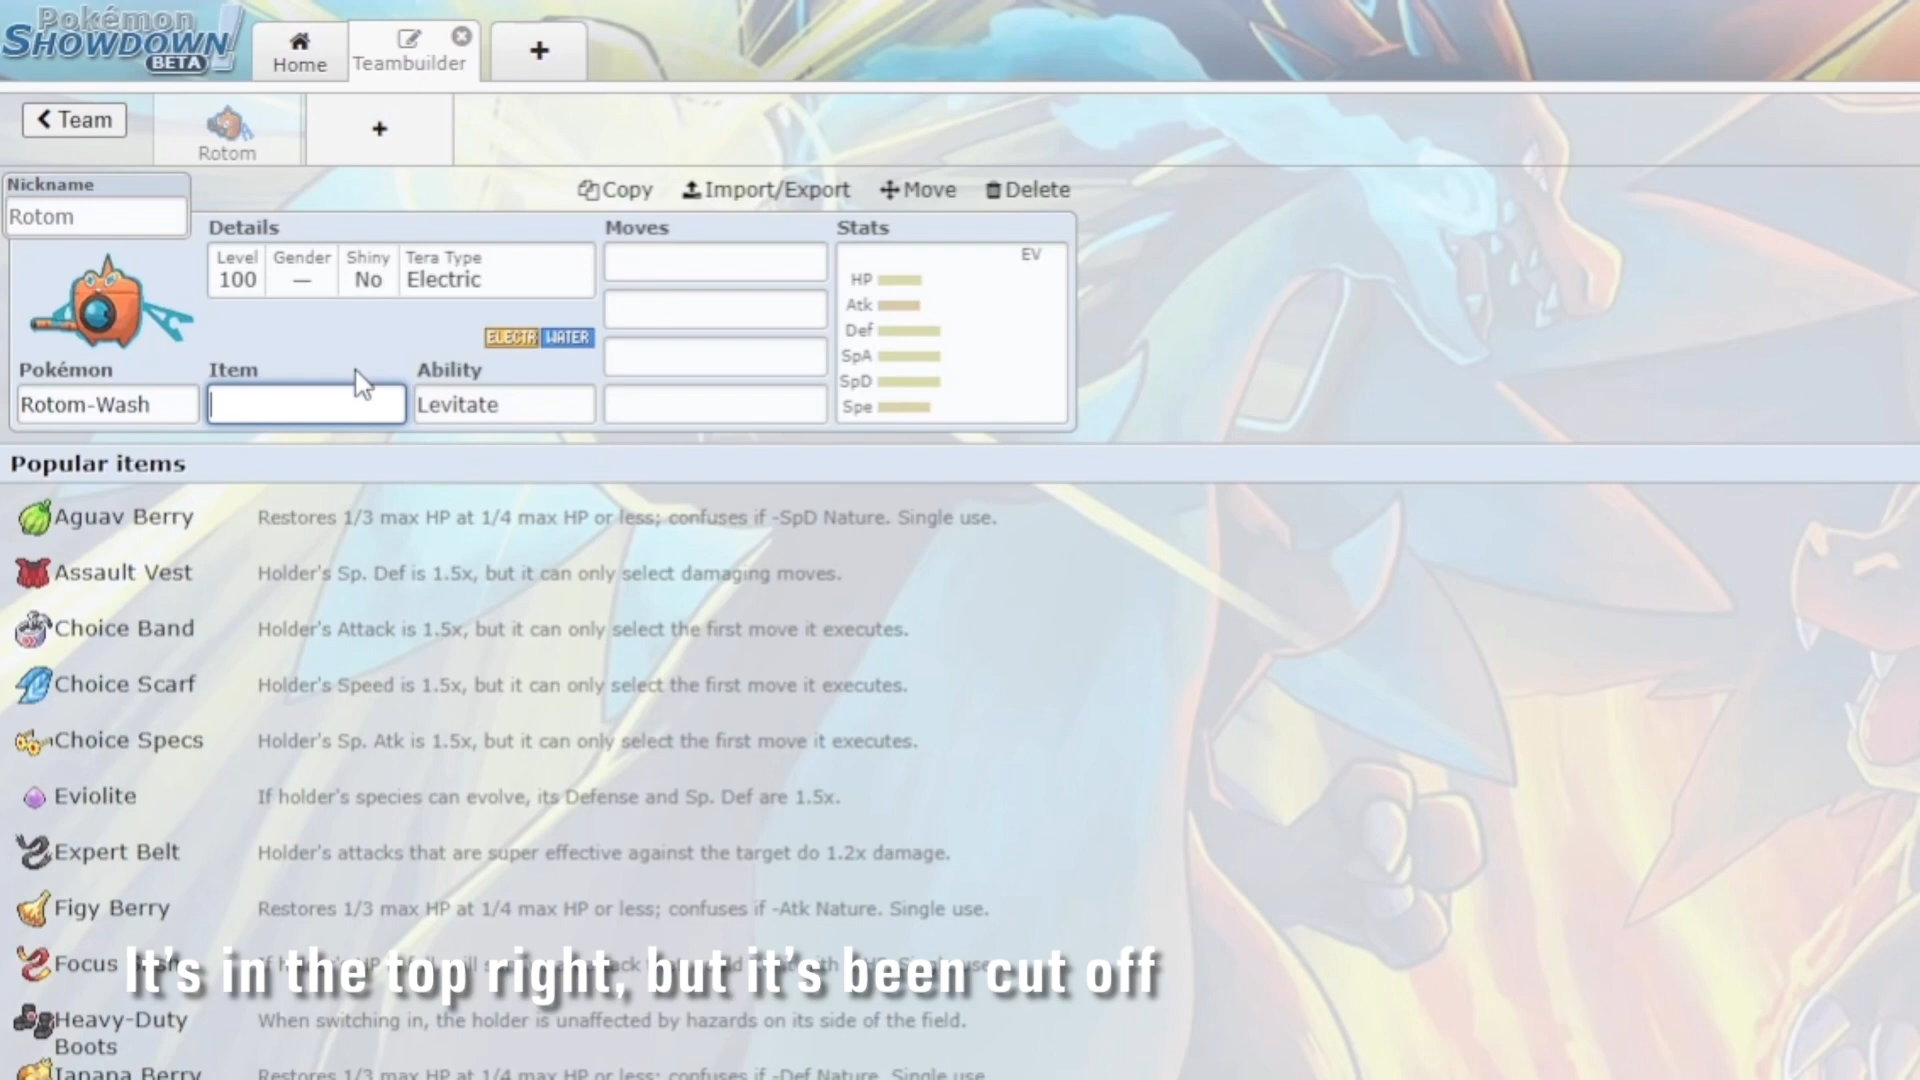 Pokémon
SHOWDOWN!
BETA
Home
Teambuilder
+
Team
Rotom
+
Nickname
Rotom
Copy Import/Export Move Delete
Details
Moves
Stats
Level Gender Shiny Tera Type
100 — No Electric
EV
HP
Atk
Def
SpA
SpD
Spe
ELECTR WATER
Pokémon Item Ability
Rotom-Wash Levitate
Popular items
Aguav Berry Restores 1/3 max HP at 1/4 max HP or less; confuses if -SpD Nature. Single use.
Assault Vest Holder's Sp. Def is 1.5x, but it can only select damaging moves.
Choice Band Holder's Attack is 1.5x, but it can only select the first move it executes.
Choice Scarf Holder's Speed is 1.5x, but it can only select the first move it executes.
Choice Specs Holder's Sp. Atk is 1.5x, but it can only select the first move it executes.
Eviolite If holder's species can evolve, its Defense and Sp. Def are 1.5x.
Expert Belt Holder's attacks that are super effective against the target do 1.2x damage.
Figy Berry Restores 1/3 max HP at 1/4 max HP or less; confuses if -Atk Nature. Single use.
Focus
It's in the top right, but it's been cut off
Heavy-Duty Boots When switching in, the holder is unaffected by hazards on its side of the field.
Iapapa Berry Restores 1/3 max HP at 1/4 max HP or less; confuses if -Def Nature. Single use.